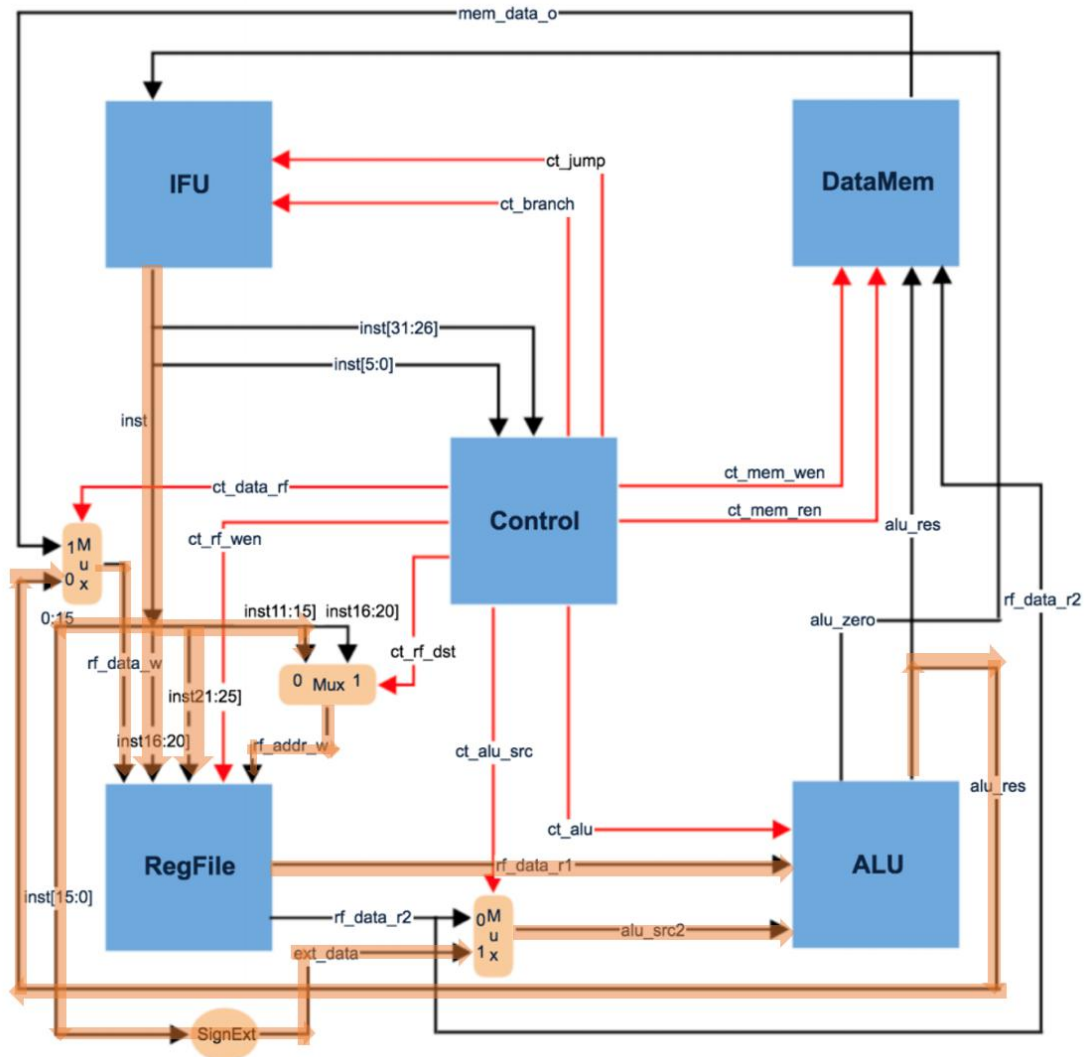 mem_data_o
IFU
DataMem
ct_jump
ct_branch
inst[31:26]
inst[5:0]
inst
Control
ct_mem_wen
ct_mem_ren
ct_data_rf
ct_rf_wen
alu_res
1 Mux 0
0:15
inst11:15]
inst16:20]
rf_data_r2
alu_zero
ct_rf_dst
rf_data_w
0 Mux 1
inst21:25]
inst16:20]
rf_addr_w
ct_alu_src
alu_res
ct_alu
RegFile
ALU
rf_data_r1
inst[15:0]
rf_data_r2
0 Mux 1
alu_src2
ext_data
SignExt